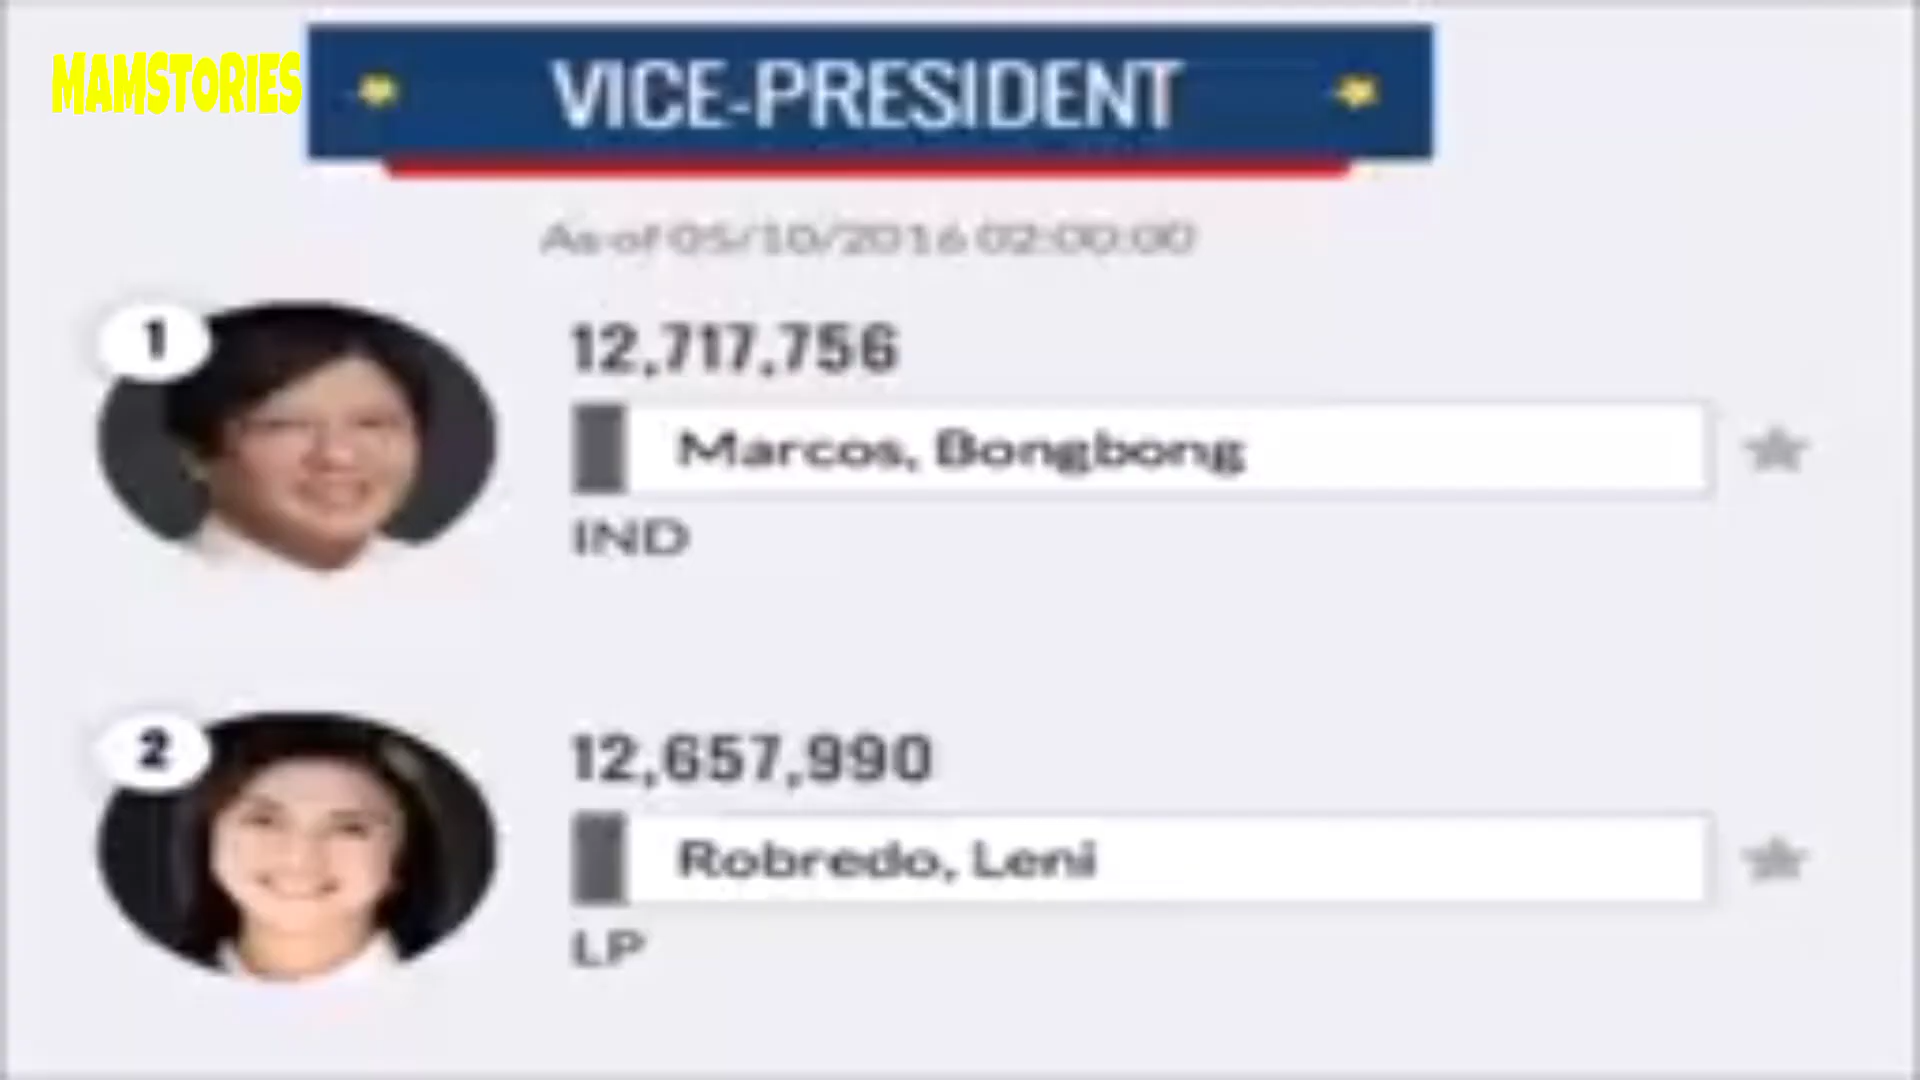 MAMSTORIES
VICE-PRESIDENT
As of 05/10/2016 02:00:00
1
12,717,756
Marcos, Bongbong
IND
2
12,657,990
Robredo, Leni
LP